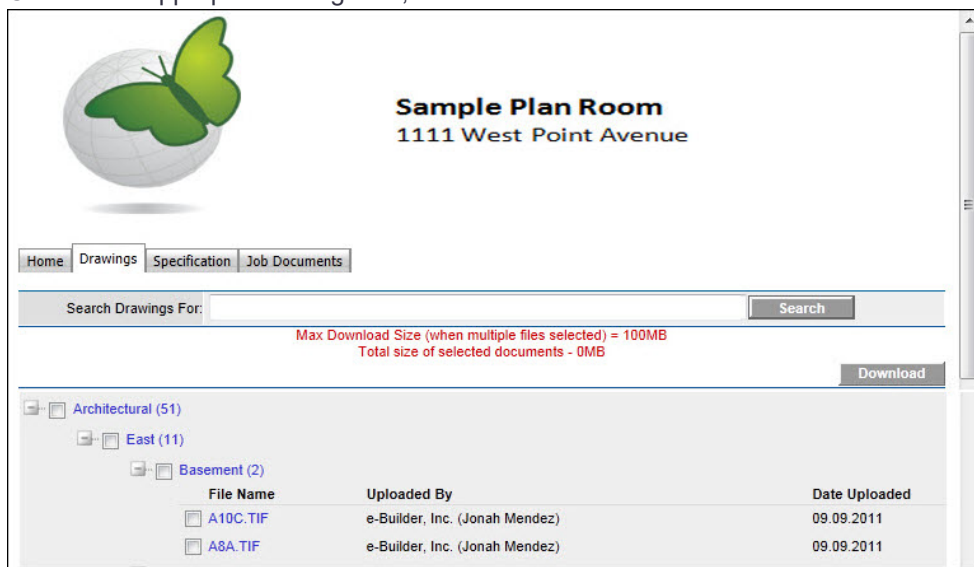 Sample Plan Room
1111 West Point Avenue
Home Drawings Specification Job Documents
Search Drawings For: Search
Max Download Size (when multiple files selected) = 100MB
Total size of selected documents - 0MB
Download
Architectural (51)
East (11)
Basement (2)
File Name Uploaded By Date Uploaded
A10C.TIF e-Builder, Inc. (Jonah Mendez) 09.09.2011
A8A.TIF e-Builder, Inc. (Jonah Mendez) 09.09.2011